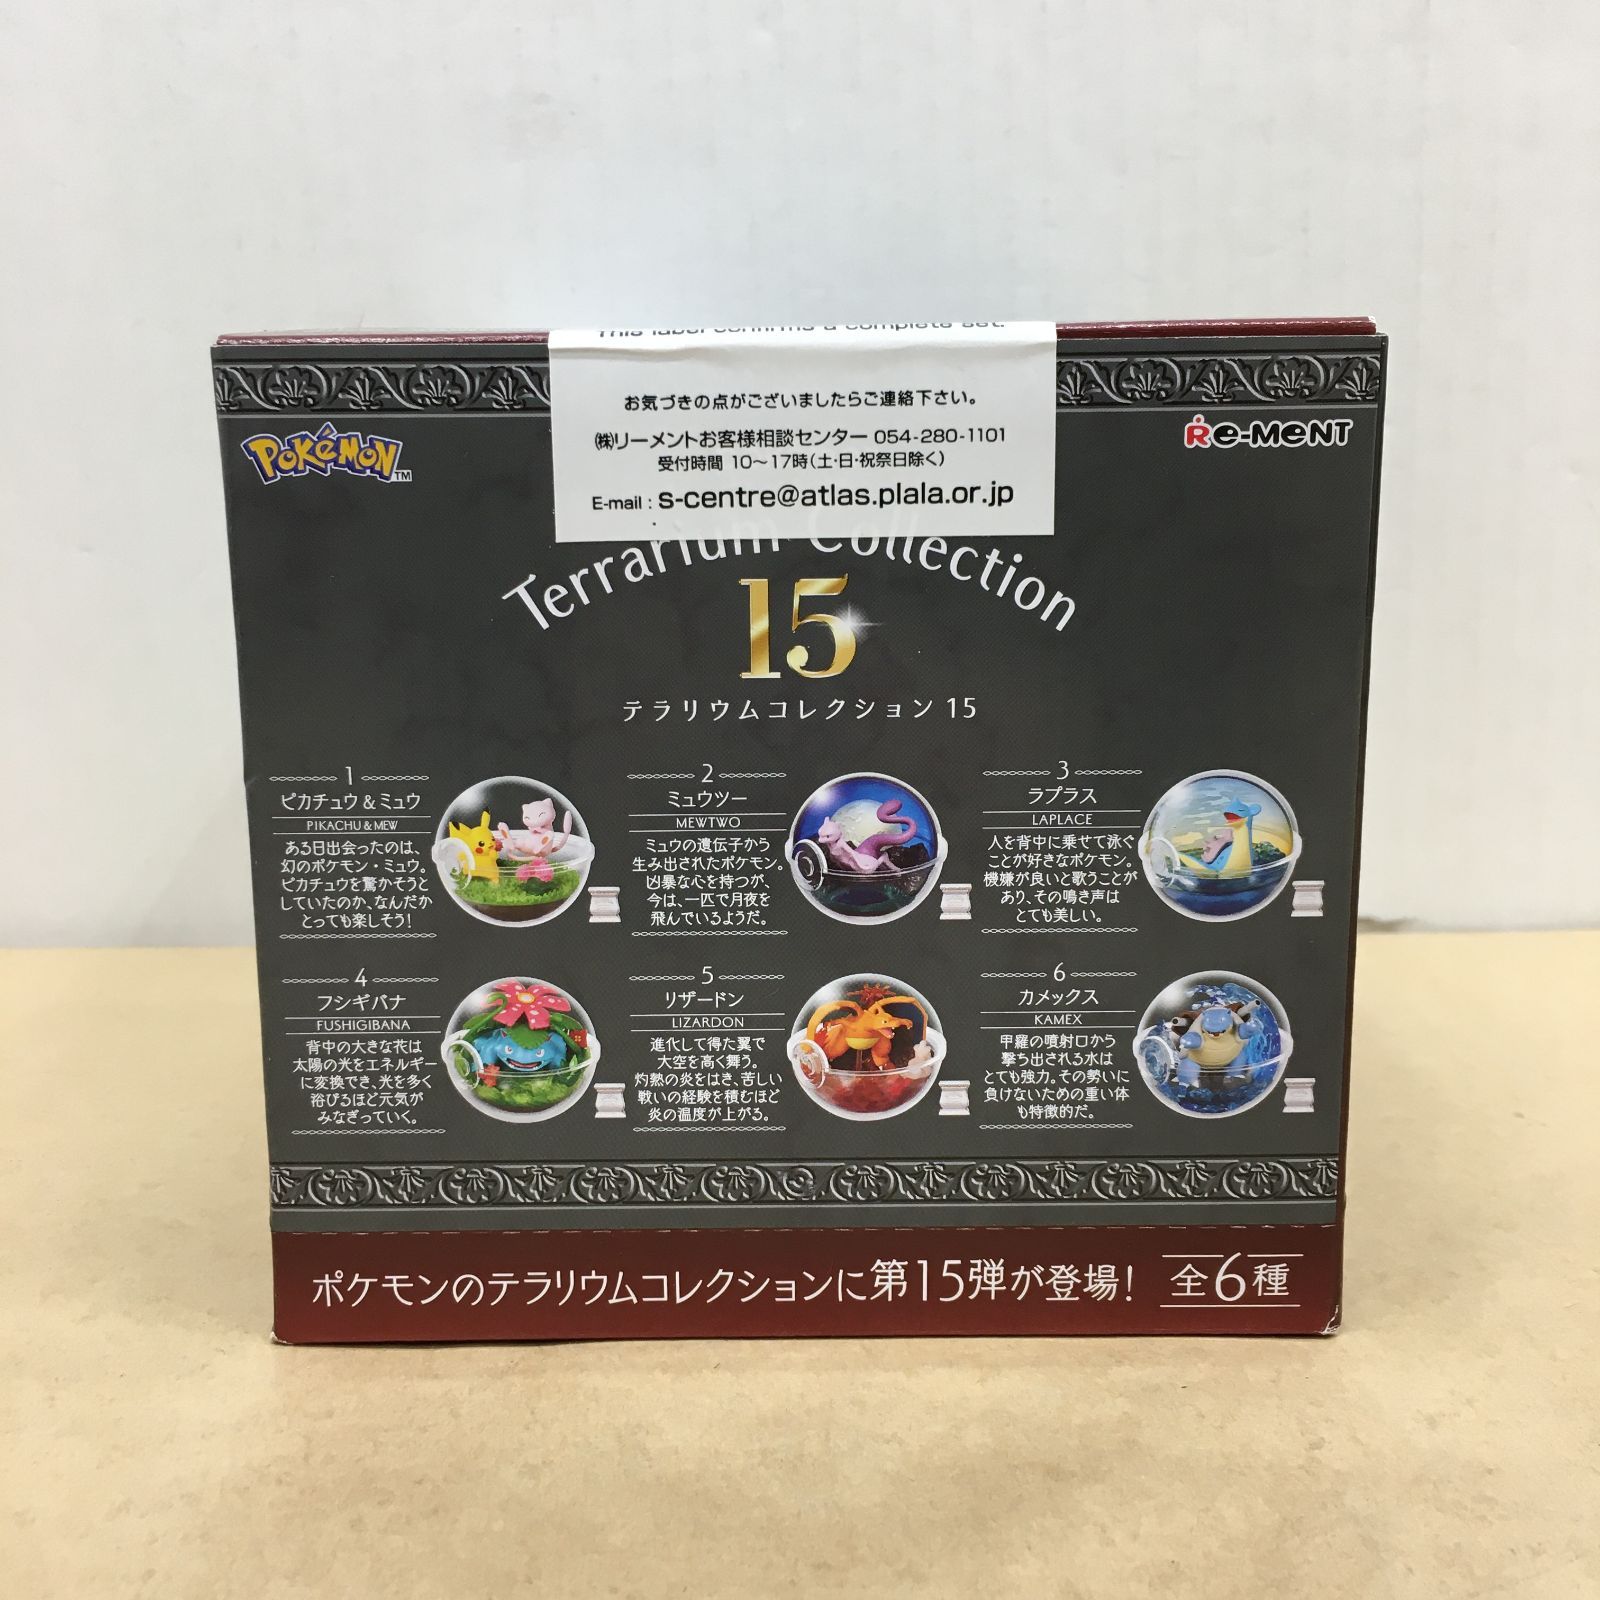 This label confirms a complete set.
お気づきの点がございましたらご連絡下さい。
㈱リーメントお客様相談センター 054-280-1101
受付時間 10～17時(土・日・祝祭日除く)
E-mail : s-centre@atlas.plala.or.jp
POKéMON TM
Re-MeNT
Terrarium Collection
15
テラリウムコレクション 15
1
ピカチュウ & ミュウ
PIKACHU & MEW
ある日出会ったのは、
幻のポケモン・ミュウ。
ピカチュウを驚かそうと
していたのか、なんだか
とっても楽しそう!
2
ミュウツー
MEWTWO
ミュウの遺伝子から
生み出されたポケモン。
凶暴な心を持つが、
今は、一匹で月夜を
飛んでいるようだ。
3
ラプラス
LAPLACE
人を背中に乗せて泳ぐ
ことが好きなポケモン。
機嫌が良いと歌うことが
あり、その鳴き声は
とても美しい。
4
フシギバナ
FUSHIGIBANA
背中の大きな花は
太陽の光をエネルギー
に変換でき、光を多く
浴びるほど元気が
みなぎっていく。
5
リザードン
LIZARDON
進化して得た翼で
大空を高く舞う。
灼熱の炎をはき、苦しい
戦いの経験を積むほど
炎の温度が上がる。
6
カメックス
KAMEX
甲羅の噴射口から
撃ち出される水は
とても強力。その勢いに
負けないための重い体
も特徴的だ。
ポケモンのテラリウムコレクションに第15弾が登場! 全6種